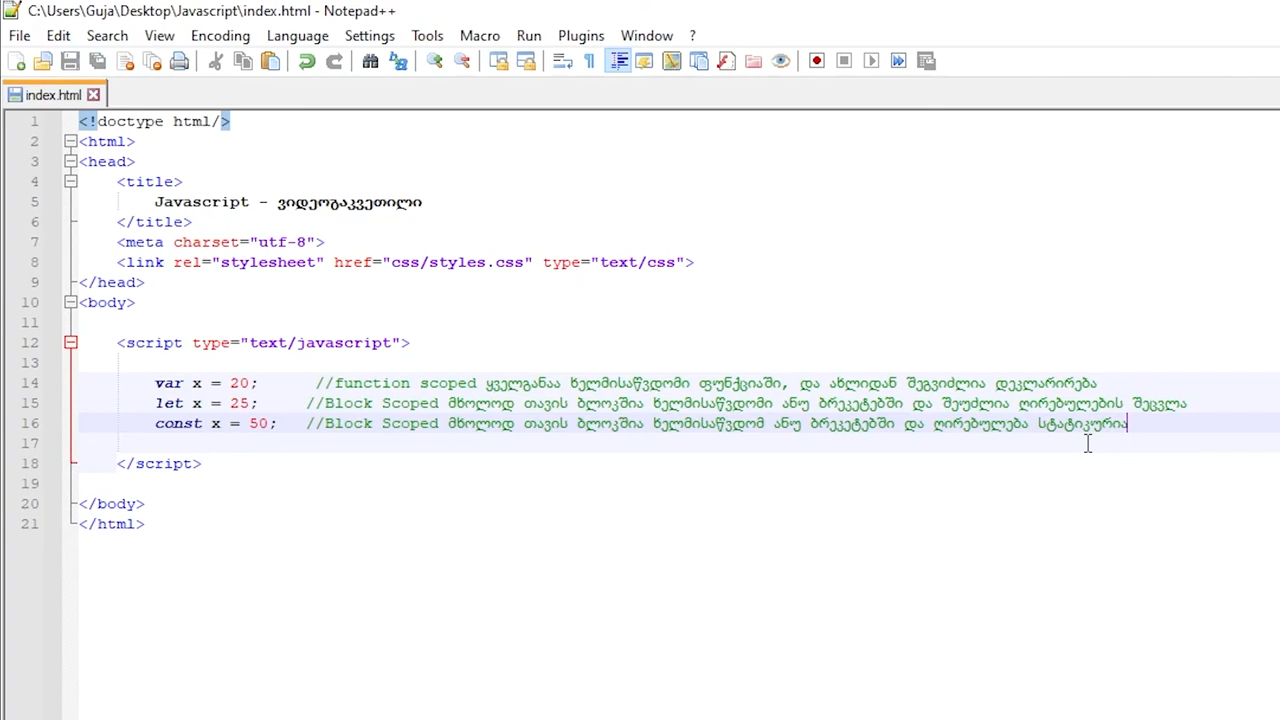 C:\Users\Guja\Desktop\Javascript\index.html - Notepad++
File Edit Search View Encoding Language Settings Tools Macro Run Plugins Window ?
index.html
1 <!doctype html/>
2 <html>
3 <head>
4 <title>
5 Javascript - ვიდეოგაკვეთილი
6 </title>
7 <meta charset="utf-8">
8 <link rel="stylesheet" href="css/styles.css" type="text/css">
9 </head>
10 <body>
11
12 <script type="text/javascript">
13
14 var x = 20; //function scoped ყველგანაა ხელმისაწვდომი ფუნქციაში, და ახლიდან შეგვიძლია დეკლარირება
15 let x = 25; //Block Scoped მხოლოდ თავის ბლოკშია ხელმისაწვდომი ანუ ბრეკეტებში და შეუძლია ღირებულების შეცვლა
16 const x = 50; //Block Scoped მხოლოდ თავის ბლოკშია ხელმისაწვდომ ანუ ბრეკეტებში და ღირებულება სტატიკურია
17
18 </script>
19
20 </body>
21 </html>